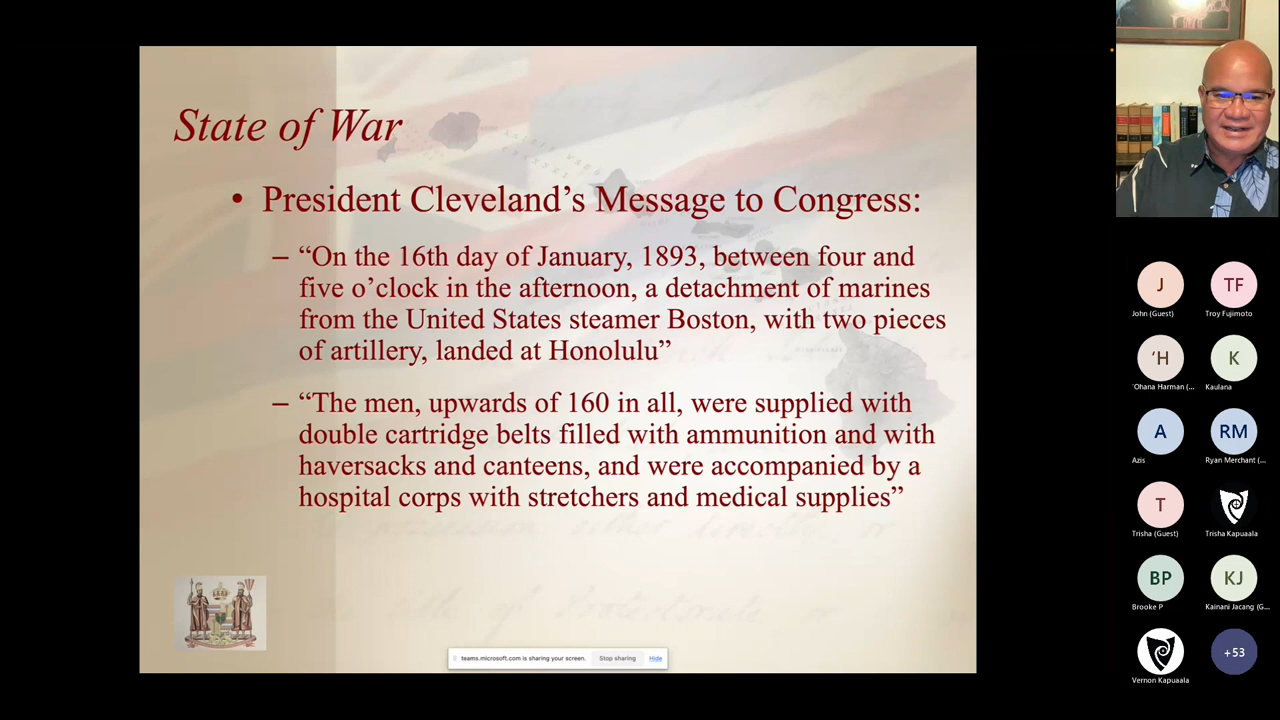 State of War
• President Cleveland’s Message to Congress:
– “On the 16th day of January, 1893, between four and
five o’clock in the afternoon, a detachment of marines
from the United States steamer Boston, with two pieces
of artillery, landed at Honolulu”
– “The men, upwards of 160 in all, were supplied with
double cartridge belts filled with ammunition and with
haversacks and canteens, and were accompanied by a
hospital corps with stretchers and medical supplies”
teams.microsoft.com is sharing your screen. Stop sharing Hide
J TF
John (Guest) Troy Fujimoto
‘H K
‘Ohana Harman (... Kaulana
A RM
Azis Ryan Merchant (...
T
Trisha (Guest) Trisha Kapuaala
BP KJ
Brooke P Kainani Jacang (G...
+53
Vernon Kapuaala